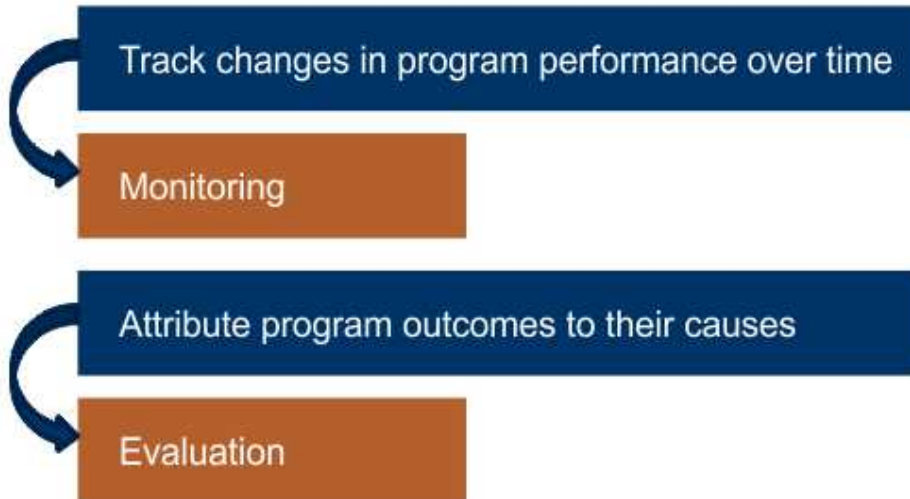 Track changes in program performance over time
Monitoring
Attribute program outcomes to their causes
Evaluation